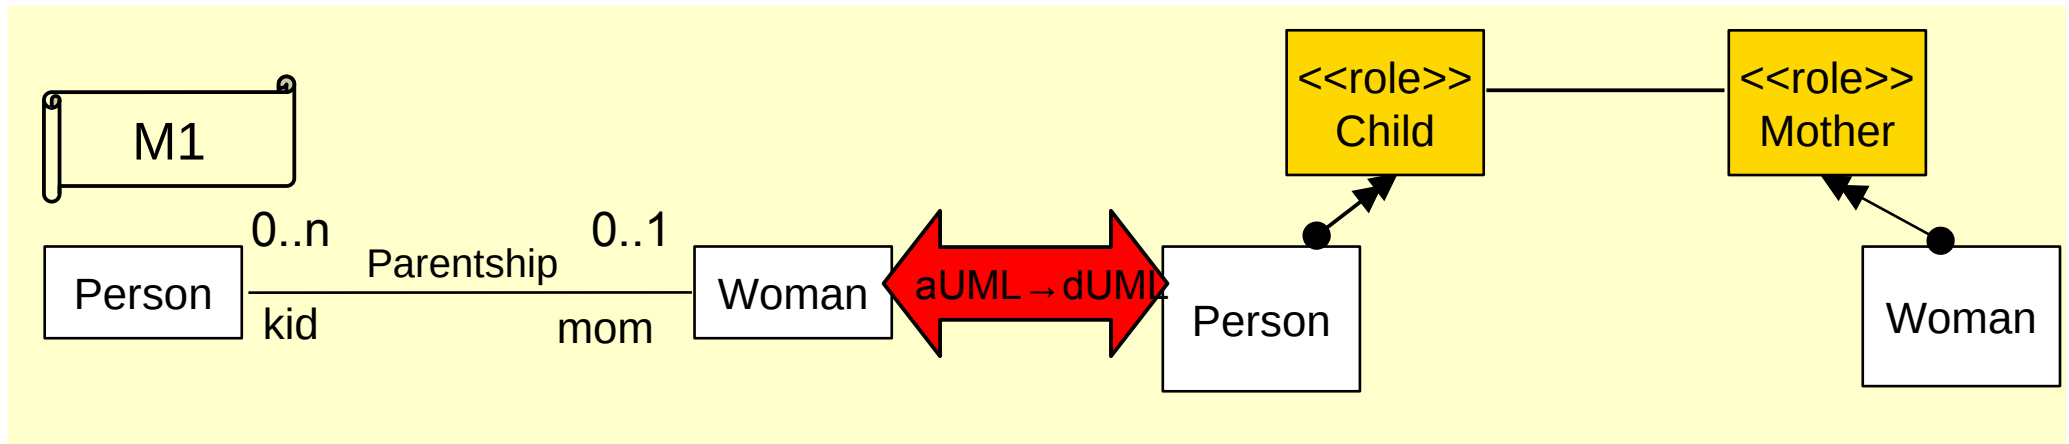 M1
0..n
0..1
Parentship
Person
Woman
kid
mom
aUML→dUML
<<role>>
Child
<<role>>
Mother
Person
Woman